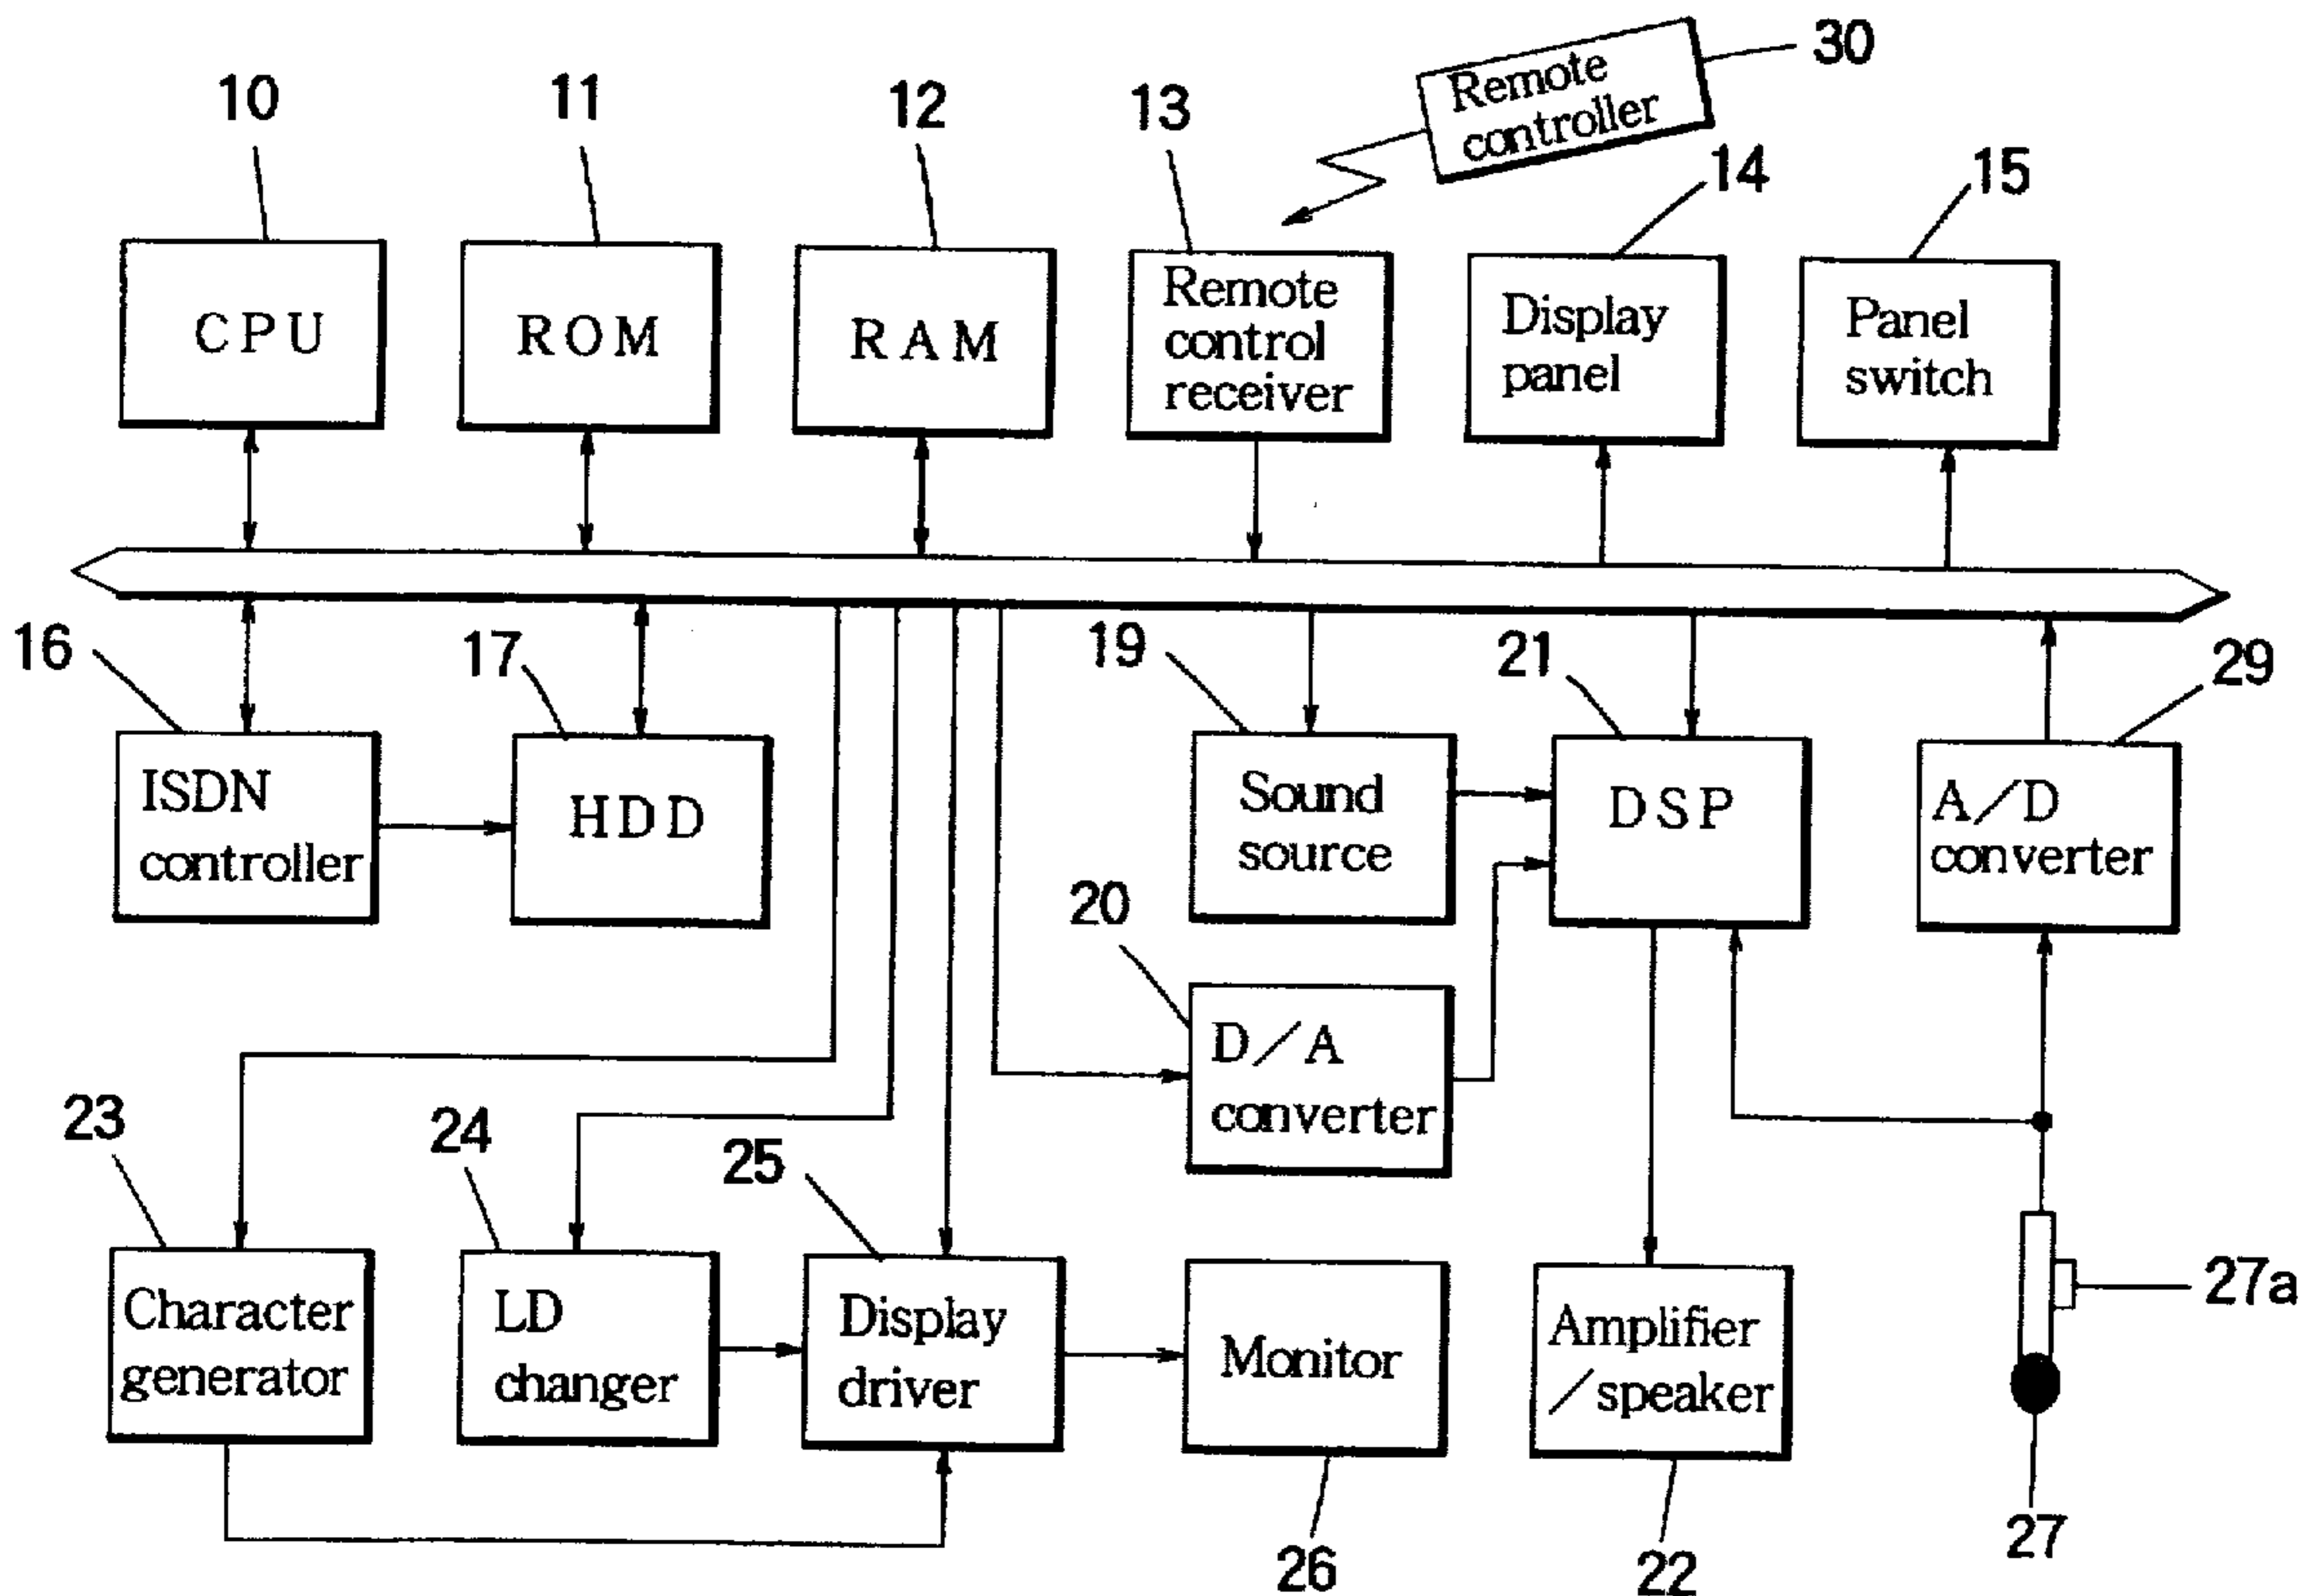 30
Remote
controller
10
11
12
13
14
15
CPU
ROM
RAM
Remote
control
receiver
Display
panel
Panel
switch
16
17
19
21
29
ISDN
controller
HDD
Sound
source
DSP
A/D
converter
20
D/A
converter
23
24
25
Character
generator
LD
changer
Display
driver
Monitor
Amplifier
/speaker
27a
26
22
27